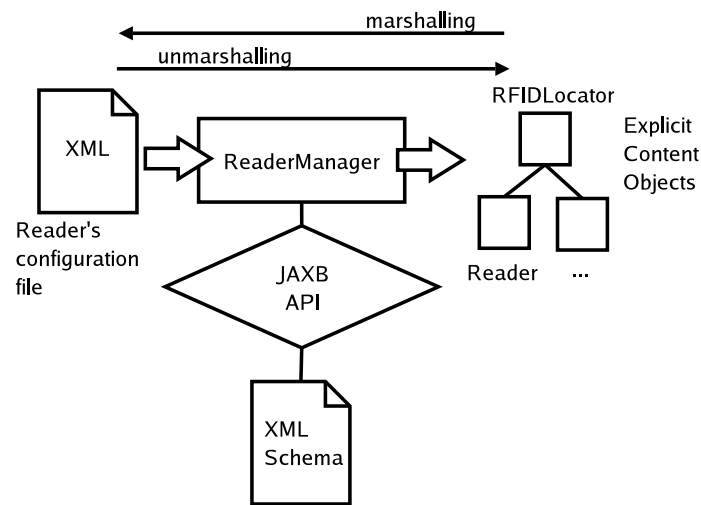 marshalling
unmarshalling
RFIDLocator
XML
ReaderManager
Explicit
Content
Objects
Reader's
configuration
file
Reader
...
JAXB
API
XML
Schema